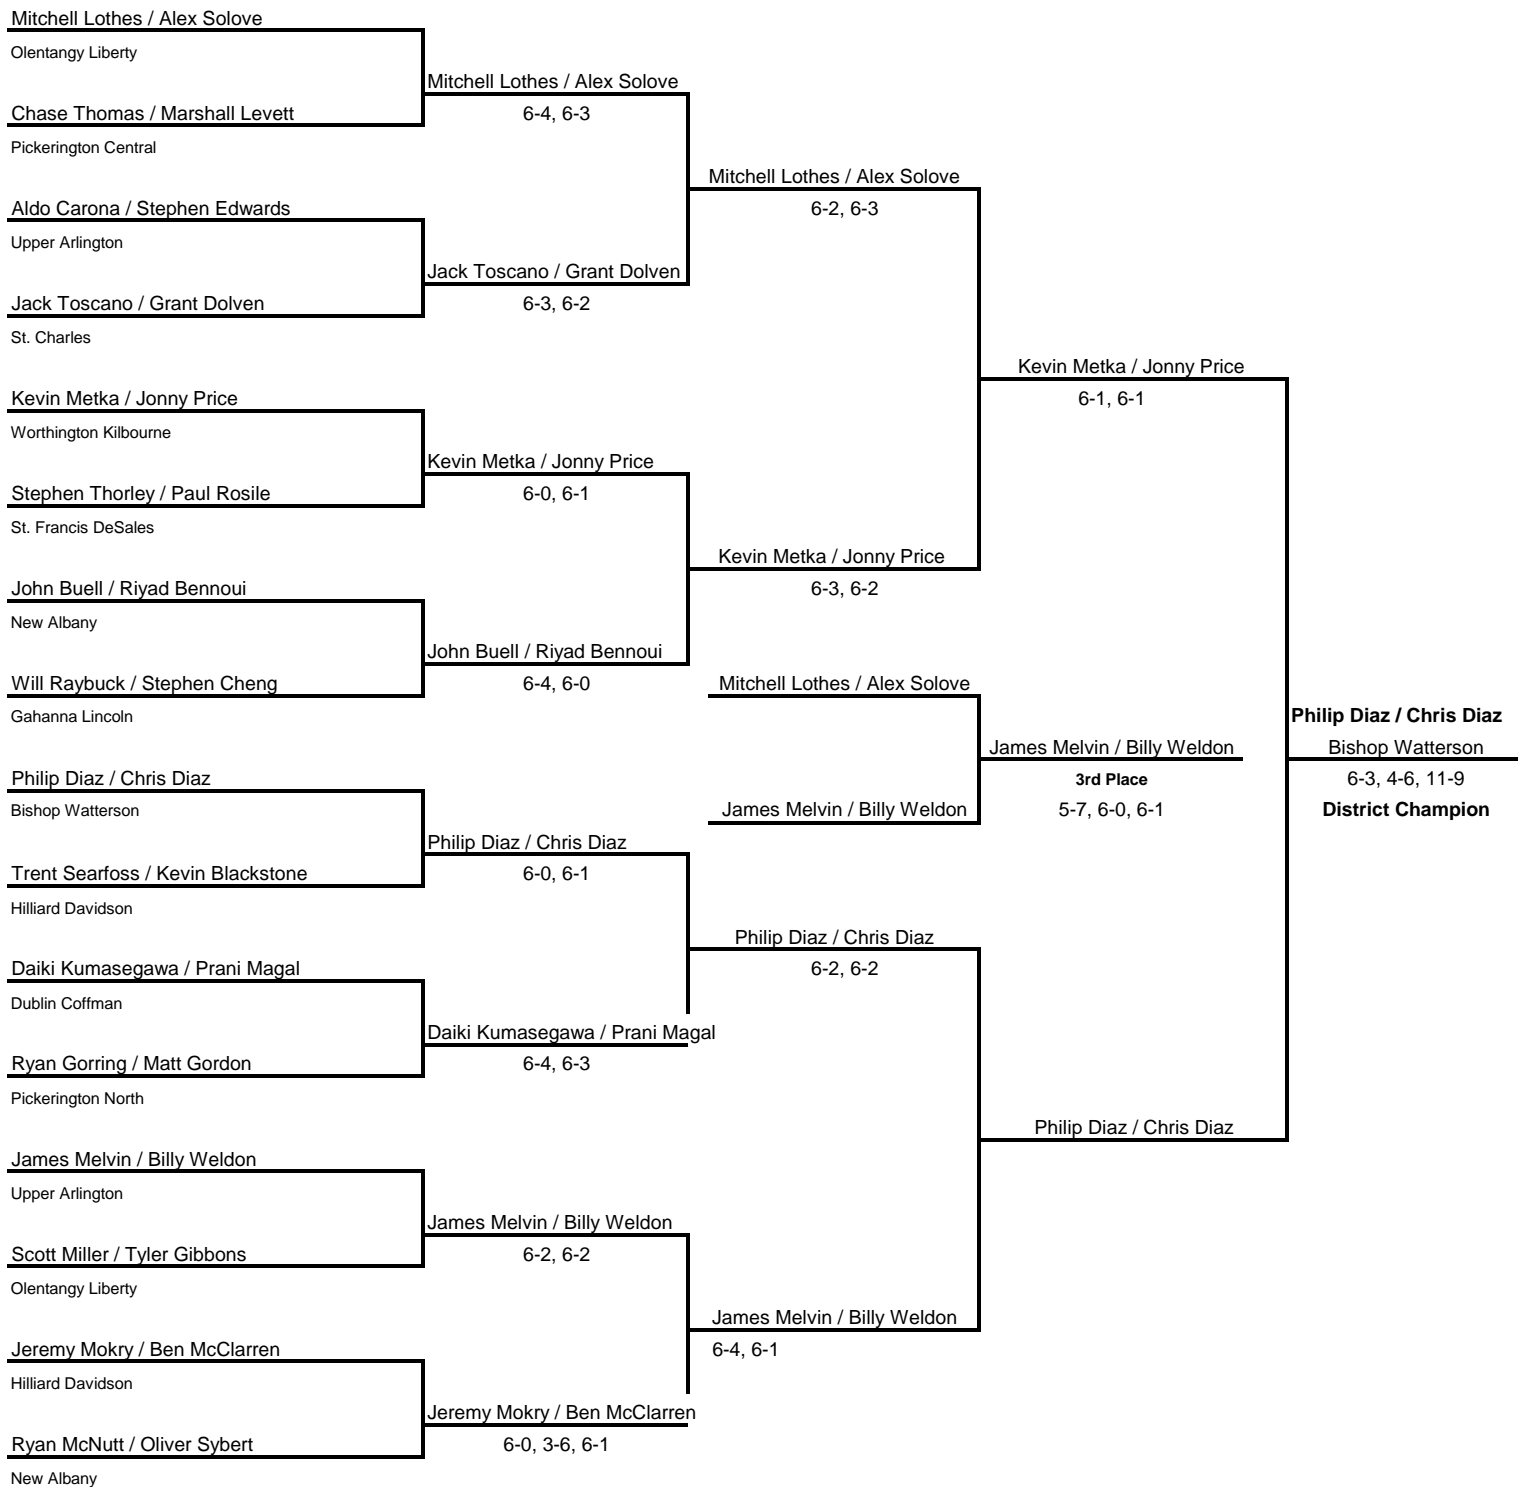 Mitchell Lothes / Alex Solove
Olentangy Liberty
Mitchell Lothes / Alex Solove
Chase Thomas / Marshall Levett
6-4, 6-3
Pickerington Central
Mitchell Lothes / Alex Solove
Aldo Carona / Stephen Edwards
6-2, 6-3
Upper Arlington
Jack Toscano / Grant Dolven
Jack Toscano / Grant Dolven
6-3, 6-2
St. Charles
Kevin Metka / Jonny Price
Kevin Metka / Jonny Price
6-1, 6-1
Worthington Kilbourne
Kevin Metka / Jonny Price
Stephen Thorley / Paul Rosile
6-0, 6-1
St. Francis DeSales
Kevin Metka / Jonny Price
John Buell / Riyad Bennoui
6-3, 6-2
New Albany
John Buell / Riyad Bennoui
Will Raybuck / Stephen Cheng
6-4, 6-0
Mitchell Lothes / Alex Solove
Gahanna Lincoln
Philip Diaz / Chris Diaz
James Melvin / Billy Weldon
Bishop Watterson
Philip Diaz / Chris Diaz
3rd Place
6-3, 4-6, 11-9
Bishop Watterson
James Melvin / Billy Weldon
5-7, 6-0, 6-1
District Champion
Philip Diaz / Chris Diaz
Trent Searfoss / Kevin Blackstone
6-0, 6-1
Hilliard Davidson
Philip Diaz / Chris Diaz
Daiki Kumasegawa / Prani Magal
6-2, 6-2
Dublin Coffman
Daiki Kumasegawa / Prani Magal
Ryan Gorring / Matt Gordon
6-4, 6-3
Pickerington North
Philip Diaz / Chris Diaz
James Melvin / Billy Weldon
Upper Arlington
James Melvin / Billy Weldon
Scott Miller / Tyler Gibbons
6-2, 6-2
Olentangy Liberty
James Melvin / Billy Weldon
Jeremy Mokry / Ben McClarren
6-4, 6-1
Hilliard Davidson
Jeremy Mokry / Ben McClarren
Ryan McNutt / Oliver Sybert
6-0, 3-6, 6-1
New Albany